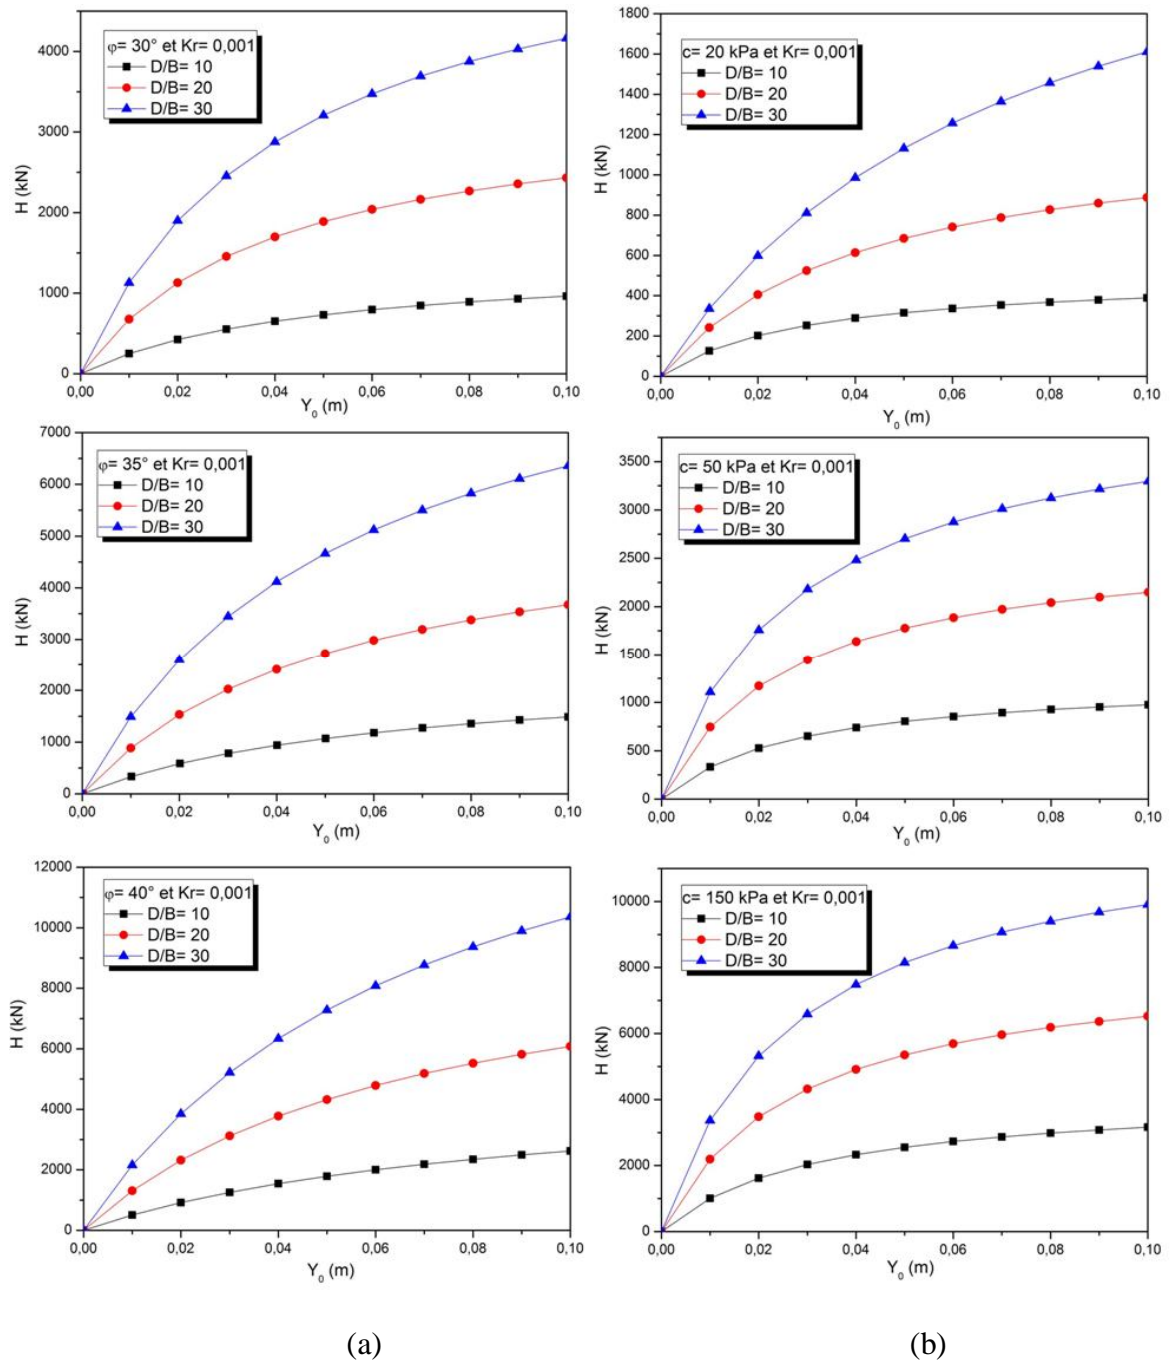 φ= 30° et Kr= 0,001
D/B= 10
D/B= 20
D/B= 30
4000
3000
2000
1000
0
H (kN)
0,00 0,02 0,04 0,06 0,08 0,10
Y0 (m)
c= 20 kPa et Kr= 0,001
D/B= 10
D/B= 20
D/B= 30
1800
1600
1400
1200
1000
800
600
400
200
0
H (kN)
0,00 0,02 0,04 0,06 0,08 0,10
Y0 (m)
φ= 35° et Kr= 0,001
D/B= 10
D/B= 20
D/B= 30
7000
6000
5000
4000
3000
2000
1000
0
H (kN)
0,00 0,02 0,04 0,06 0,08 0,10
Y0 (m)
c= 50 kPa et Kr= 0,001
D/B= 10
D/B= 20
D/B= 30
3500
3000
2500
2000
1500
1000
500
0
H (kN)
0,00 0,02 0,04 0,06 0,08 0,10
Y0 (m)
φ= 40° et Kr= 0,001
D/B= 10
D/B= 20
D/B= 30
12000
10000
8000
6000
4000
2000
0
H (kN)
0,00 0,02 0,04 0,06 0,08 0,10
Y0 (m)
c= 150 kPa et Kr= 0,001
D/B= 10
D/B= 20
D/B= 30
10000
8000
6000
4000
2000
0
H (kN)
0,00 0,02 0,04 0,06 0,08 0,10
Y0 (m)
(a) (b)